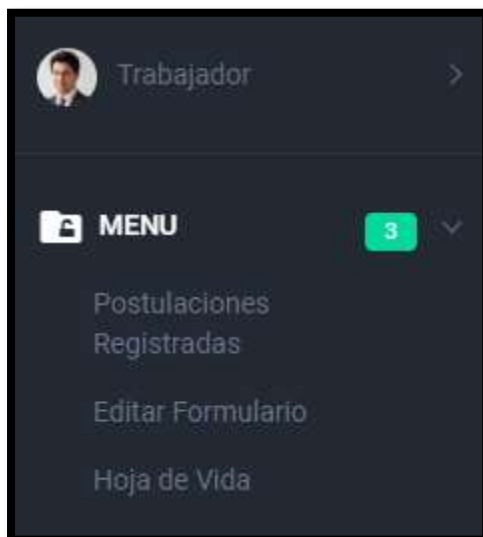 Trabajador
MENU 3
Postulaciones
Registradas
Editar Formulario
Hoja de Vida